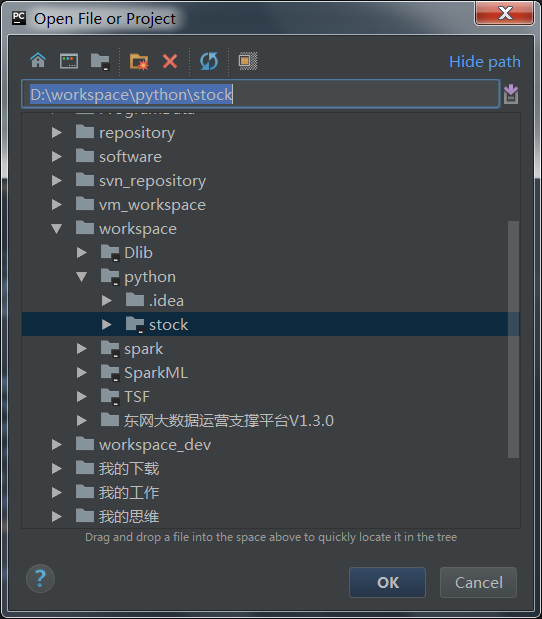 PC Open File or Project
Hide path
D:\workspace\python\stock
repository
software
svn_repository
vm_workspace
workspace
Dlib
python
.idea
stock
spark
SparkML
TSF
东网大数据运营支撑平台V1.3.0
workspace_dev
我的下载
我的工作
我的思维
Drag and drop a file into the space above to quickly locate it in the tree
?
OK
Cancel